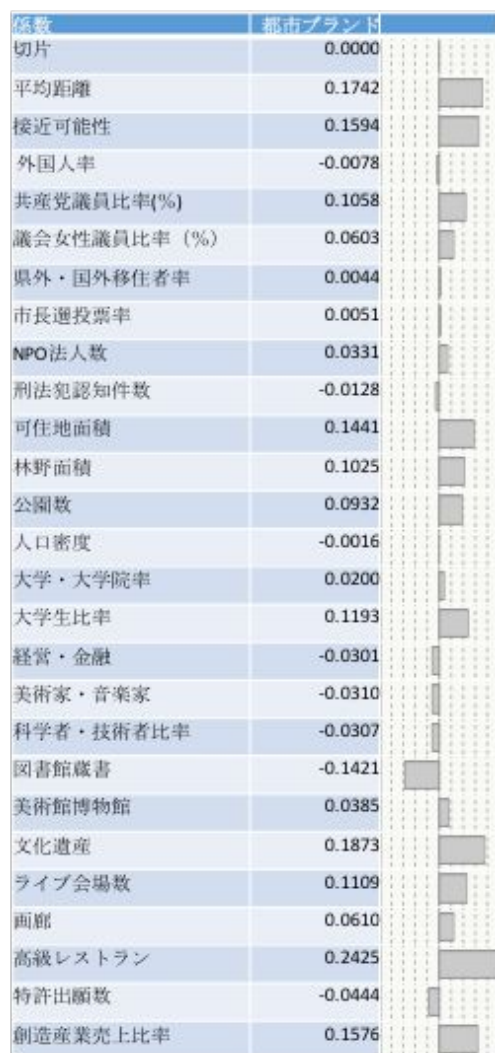 係数 都市ブランド
切片 0.0000
平均距離 0.1742
接近可能性 0.1594
外国人率 -0.0078
共産党議員比率(%) 0.1058
議会女性議員比率（%） 0.0603
県外・国外移住者率 0.0044
市長選投票率 0.0051
NPO法人数 0.0331
刑法犯認知件数 -0.0128
可住地面積 0.1441
林野面積 0.1025
公園数 0.0932
人口密度 -0.0016
大学・大学院率 0.0200
大学生比率 0.1193
経営・金融 -0.0301
美術家・音楽家 -0.0310
科学者・技術者比率 -0.0307
図書館蔵書 -0.1421
美術館博物館 0.0385
文化遺産 0.1873
ライブ会場数 0.1109
画廊 0.0610
高級レストラン 0.2425
特許出願数 -0.0444
創造産業売上比率 0.1576